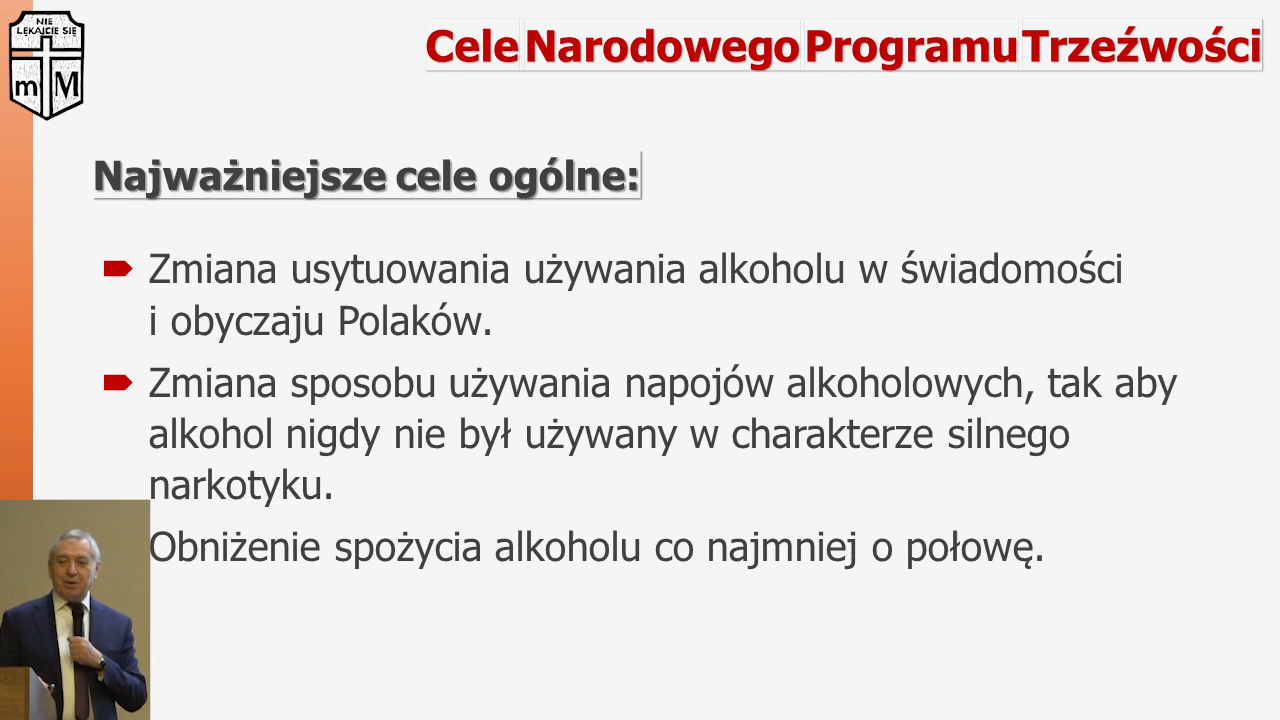 NIE
LĘKAJCIE SIĘ
m M
Cele Narodowego Programu Trzeźwości
Najważniejsze cele ogólne:
Zmiana usytuowania używania alkoholu w świadomości
i obyczaju Polaków.
Zmiana sposobu używania napojów alkoholowych, tak aby
alkohol nigdy nie był używany w charakterze silnego
narkotyku.
Obniżenie spożycia alkoholu co najmniej o połowę.